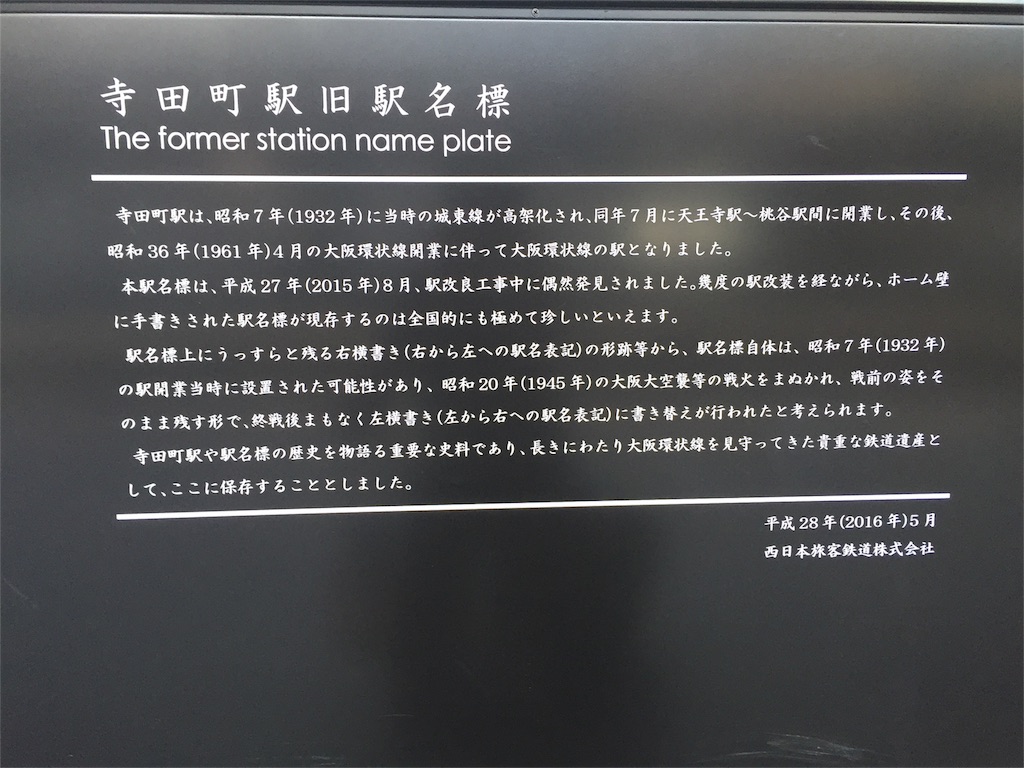 寺田町駅旧駅名標
The former station name plate
寺田町駅は、昭和7年(1932年)に当時の城東線が高架化され、同年7月に天王寺駅～桃谷駅間に開業し、その後、
昭和36年(1961年)4月の大阪環状線開業に伴って大阪環状線の駅となりました。
本駅名標は、平成27年(2015年)8月、駅改良工事中に偶然発見されました。幾度の駅改装を経ながら、ホーム壁
に手書きされた駅名標が現存するのは全国的にも極めて珍しいといえます。
駅名標上にうっすらと残る右横書き(右から左への駅名表記)の形跡等から、駅名標自体は、昭和7年(1932年)
の駅開業当時に設置された可能性があり、昭和20年(1945年)の大阪大空襲等の戦火をまぬかれ、戦前の姿をそ
のまま残す形で、終戦後まもなく左横書き(左から右への駅名表記)に書き替えが行われたと考えられます。
寺田町駅や駅名標の歴史を物語る重要な史料であり、長きにわたり大阪環状線を見守ってきた貴重な鉄道遺産と
して、ここに保存することとしました。
平成28年(2016年)5月
西日本旅客鉄道株式会社